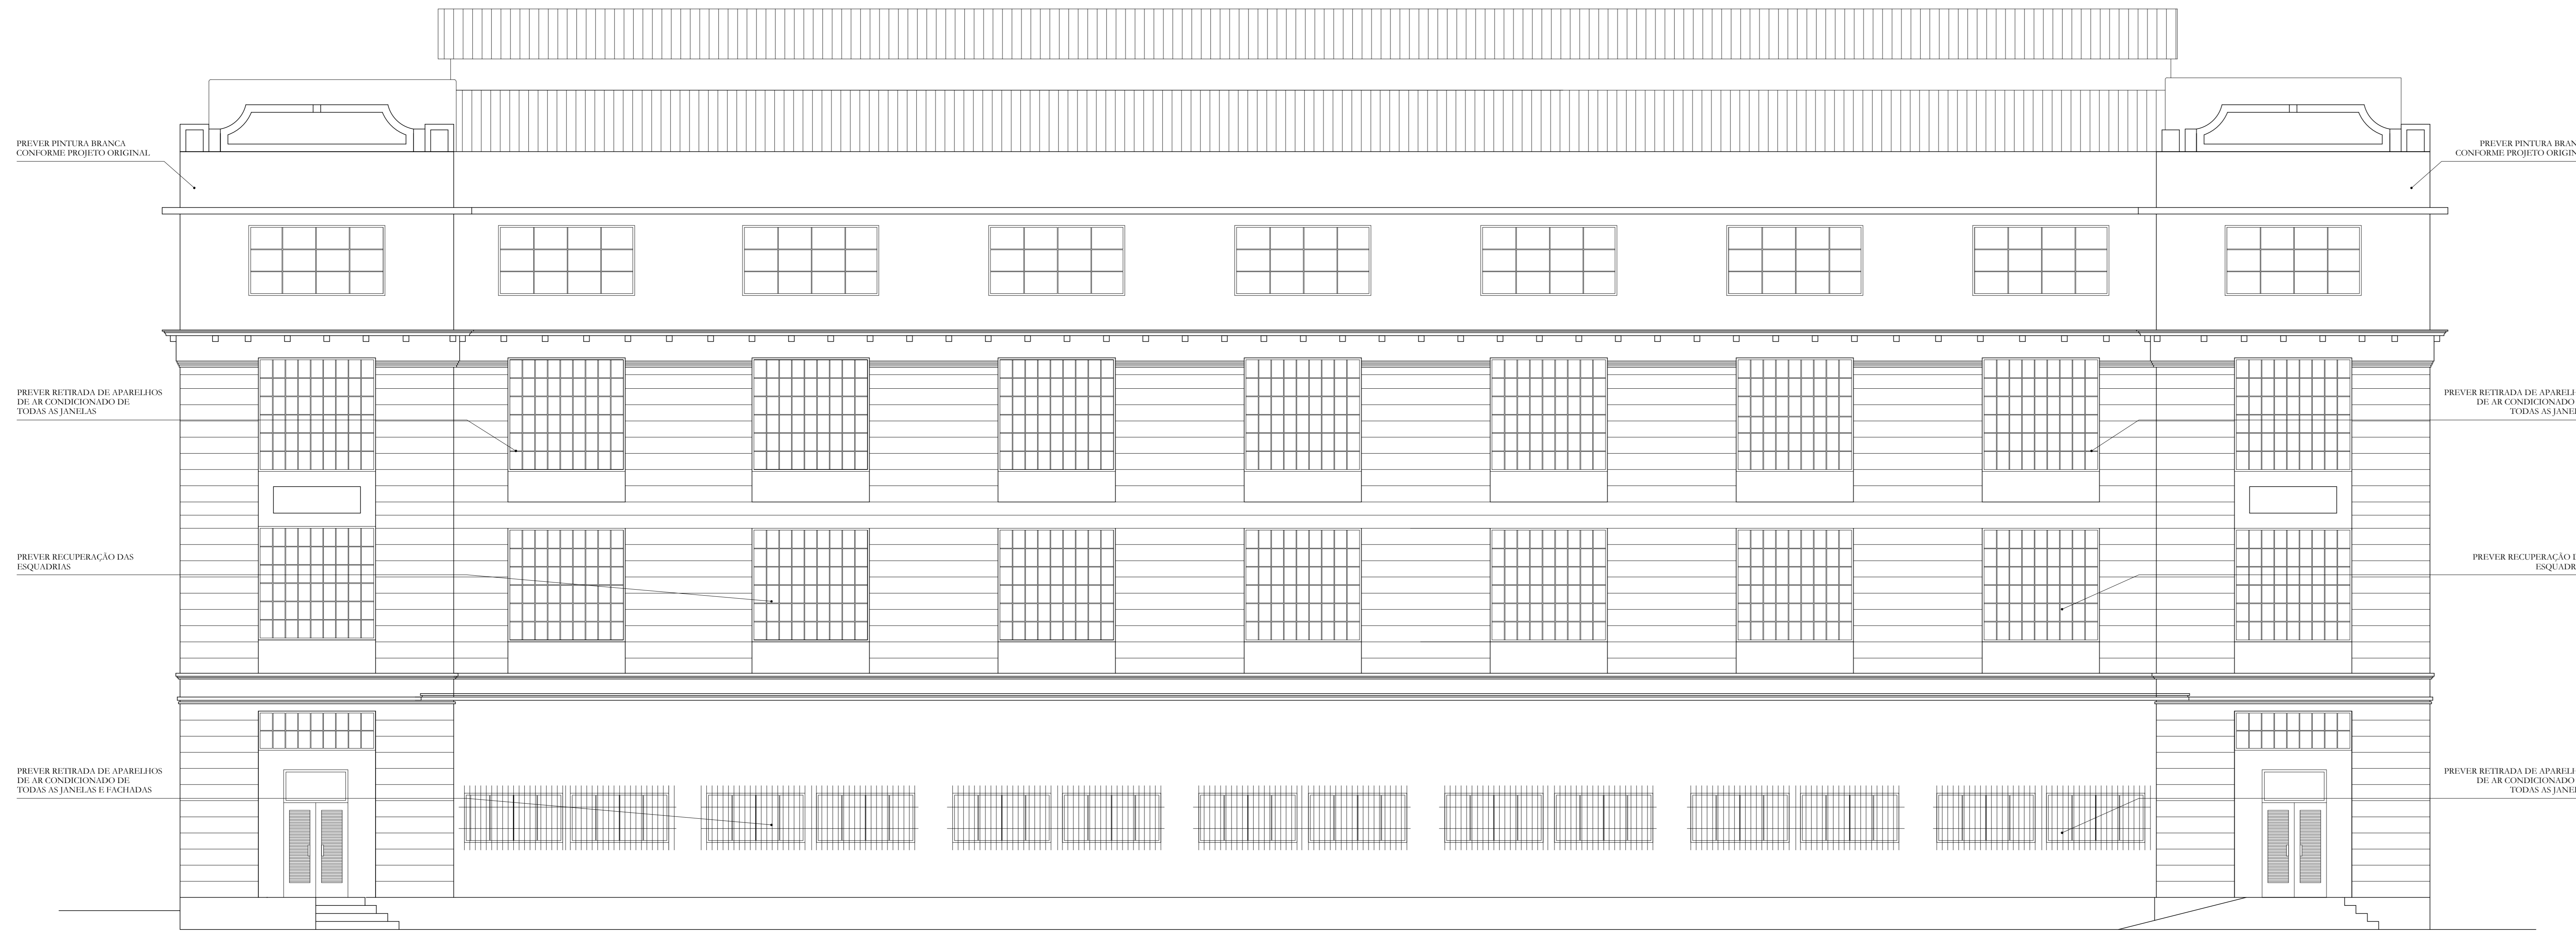 PREVER PINTURA BRANCA
CONFORME PROJETO ORIGINAL
PREVER RETIRADA DE APARELHOS
DE AR CONDICIONADO DE
TODAS AS JANELAS
PREVER RECUPERAÇÃO DAS
ESQUADRIAS
PREVER RETIRADA DE APARELHOS
DE AR CONDICIONADO DE
TODAS AS JANELAS E FACHADAS
PREVER PINTURA BRAN
CONFORME PROJETO ORIGIN
PREVER RETIRADA DE APARELH
DE AR CONDICIONADO
TODAS AS JANEL
PREVER RECUPERAÇÃO D
ESQUADR
PREVER RETIRADA DE APARELH
DE AR CONDICIONADO
TODAS AS JANEL